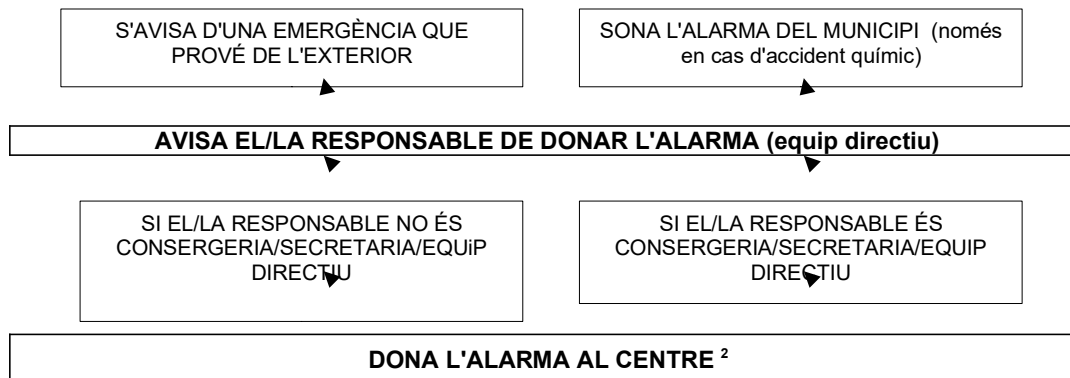 S'AVISA D'UNA EMERGÈNCIA QUE
PROVÉ DE L'EXTERIOR
SONA L'ALARMA DEL MUNICIPI (només
en cas d'accident químic)
AVISA EL/LA RESPONSABLE DE DONAR L'ALARMA (equip directiu)
SI EL/LA RESPONSABLE NO ÉS
CONSERGERIA/SECRETARIA/EQUiP
DIRECTIU
SI EL/LA RESPONSABLE ÉS
CONSERGERIA/SECRETARIA/EQUIP
DIRECTIU
DONA L'ALARMA AL CENTRE ²